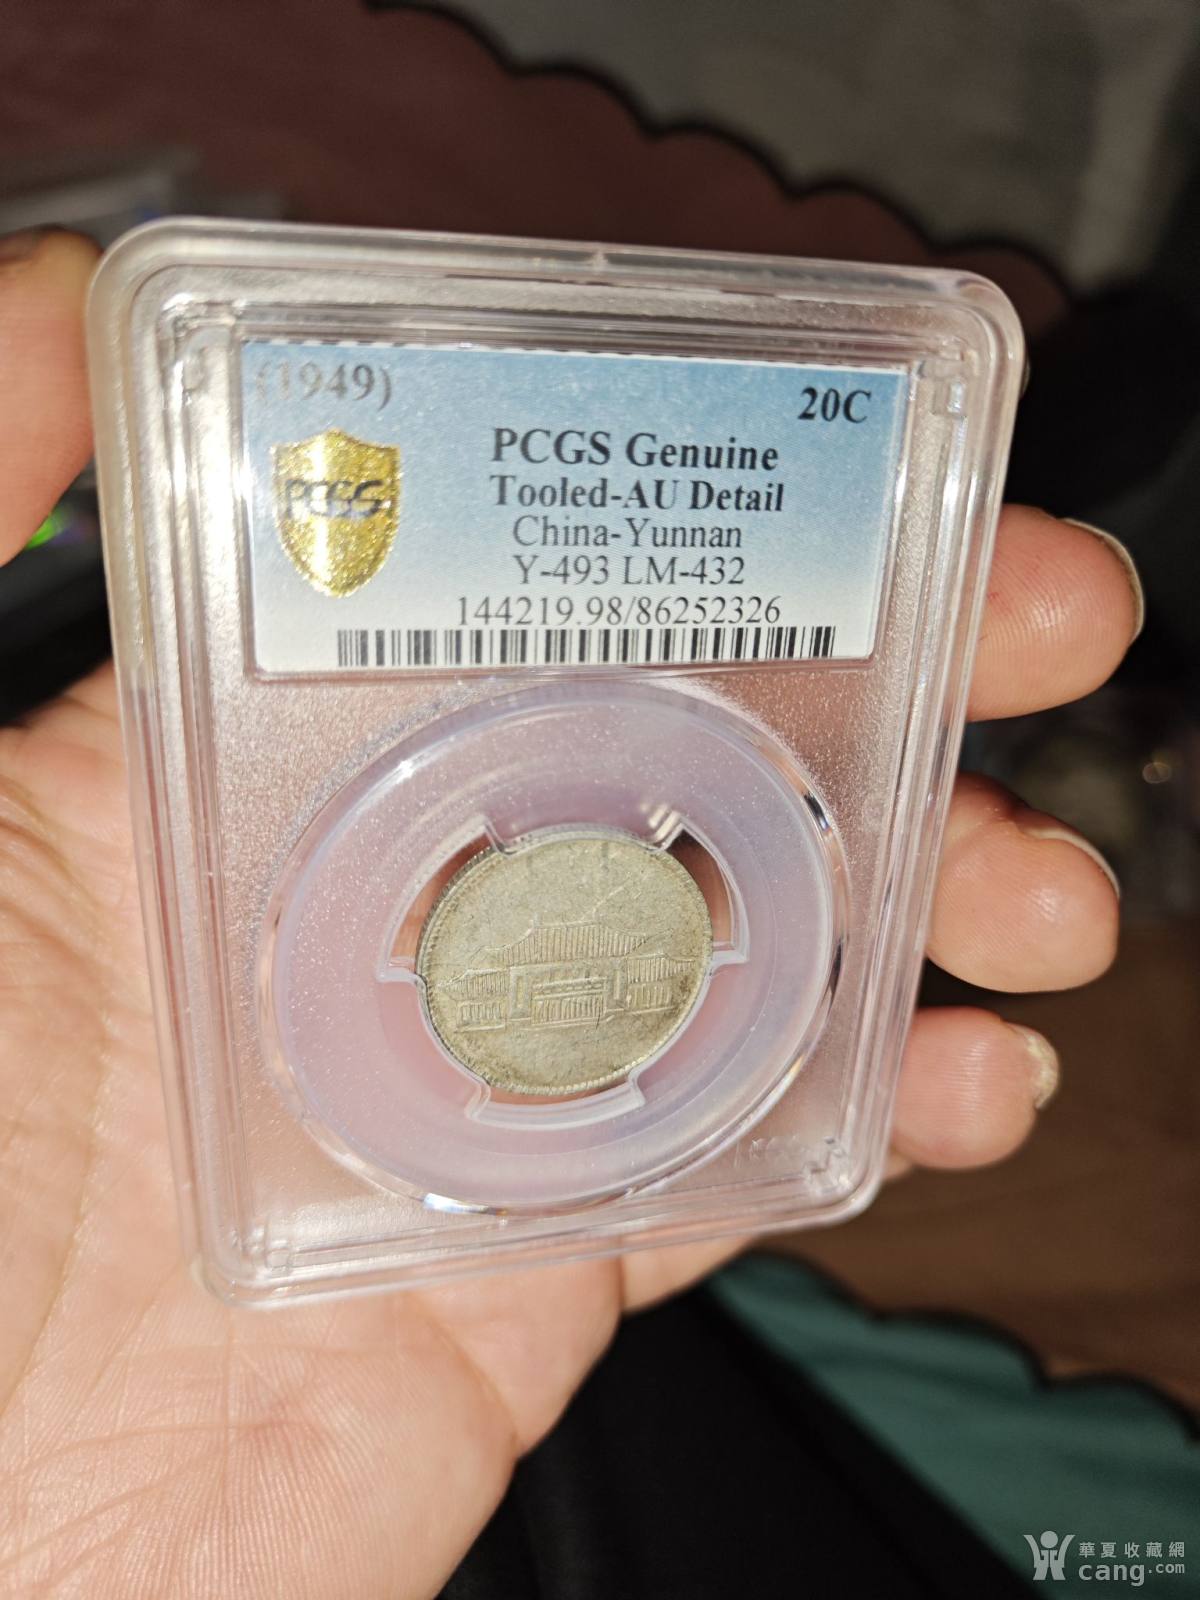 (1949)
20C
PCGS
PCGS Genuine
Tooled-AU Detail
China-Yunnan
Y-493 LM-432
144219.98/86252326
華夏收藏網
cang.com